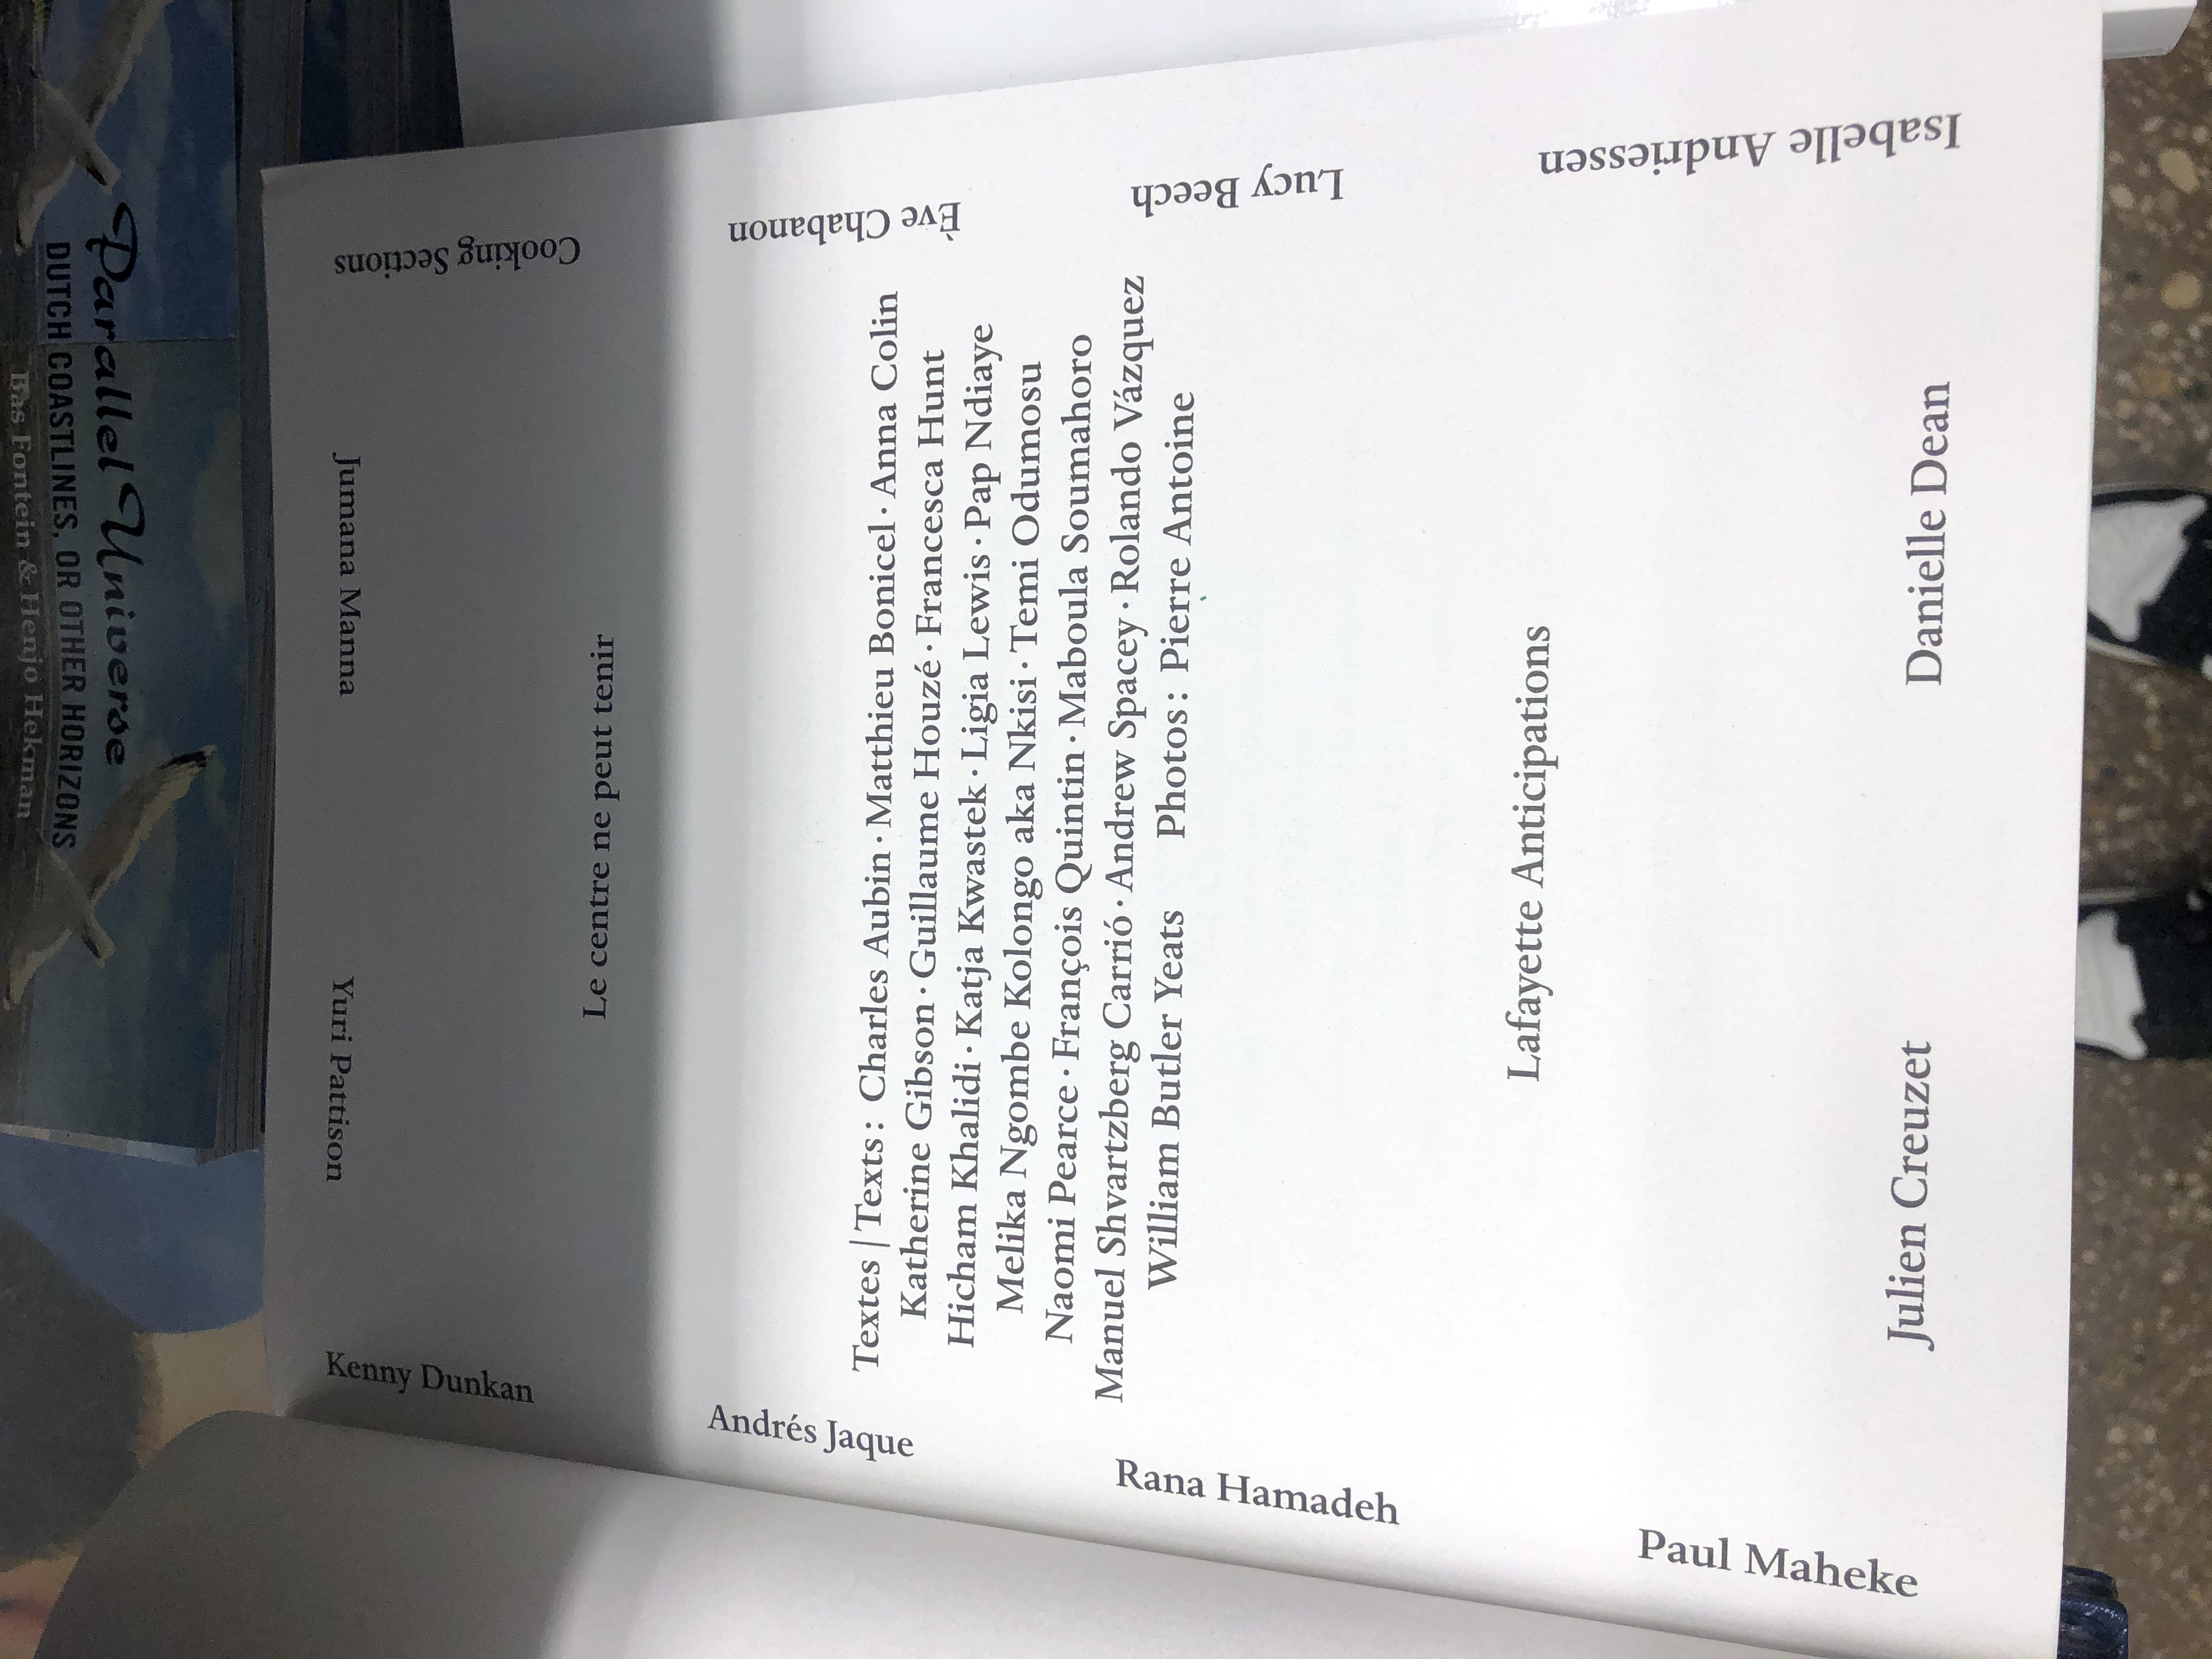 Bas Fontein & Henjo Hekman
DUTCH COASTLINES, OR OTHER HORIZONS
Parallel Universe
Yuri Pattison
Jumana Manna
Kenny Dunkan
Cooking Sections
Le centre ne peut tenir
Andrés Jaque
Ève Chabanon
Textes | Texts: Charles Aubin · Matthieu Bonicel · Anna Colin
Katherine Gibson · Guillaume Houzé · Francesca Hunt
Hicham Khalidi · Katja Kwastek · Ligia Lewis · Pap Ndiaye
Melika Ngombe Kolongo aka Nkisi · Temi Odumosu
Naomi Pearce · François Quintin · Maboula Soumahoro
Manuel Shvartzberg Carrió · Andrew Spacey · Rolando Vázquez
William Butler Yeats Photos: Pierre Antoine
Rana Hamadeh
Lucy Beech
Lafayette Anticipations
Paul Maheke
Isabelle Andriessen
Julien Creuzet
Danielle Dean